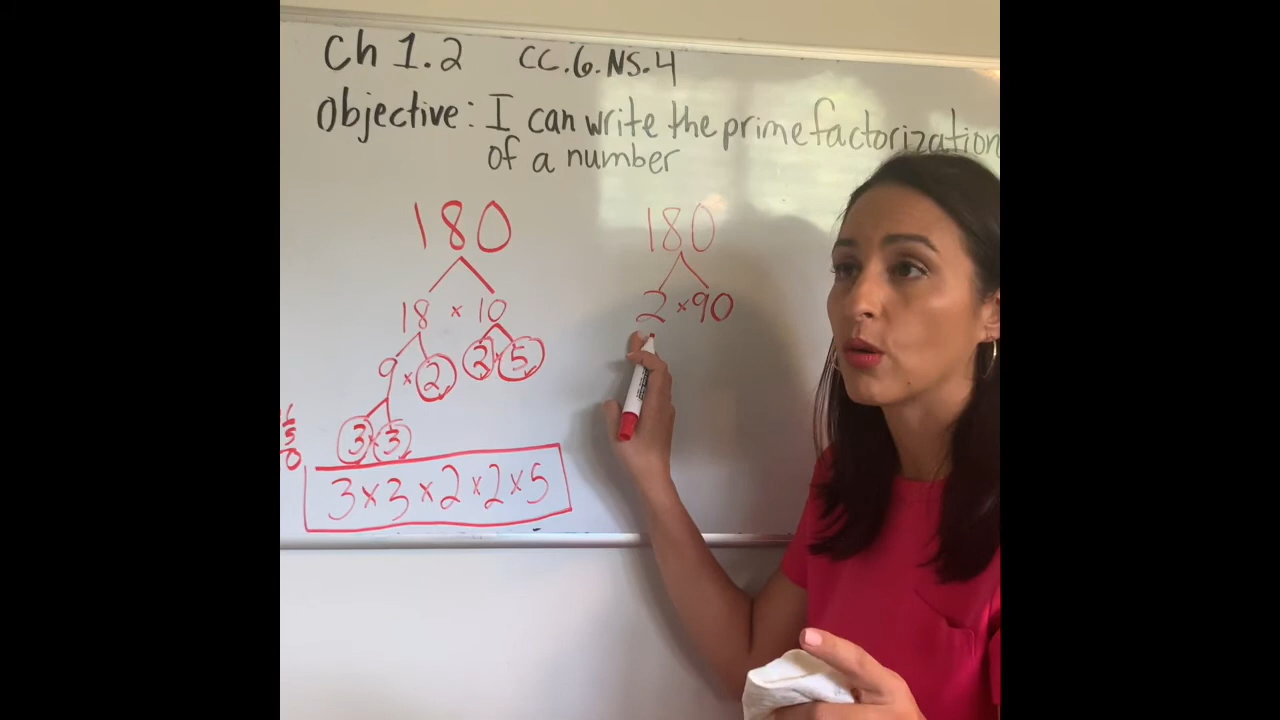 Ch 1.2 CC.6.NS.4
Objective: I can write the prime factorization
of a number
180
18 × 10
9 × 2 2 · 5
3 · 3
3 × 3 × 2 × 2 × 5
180
2 × 90